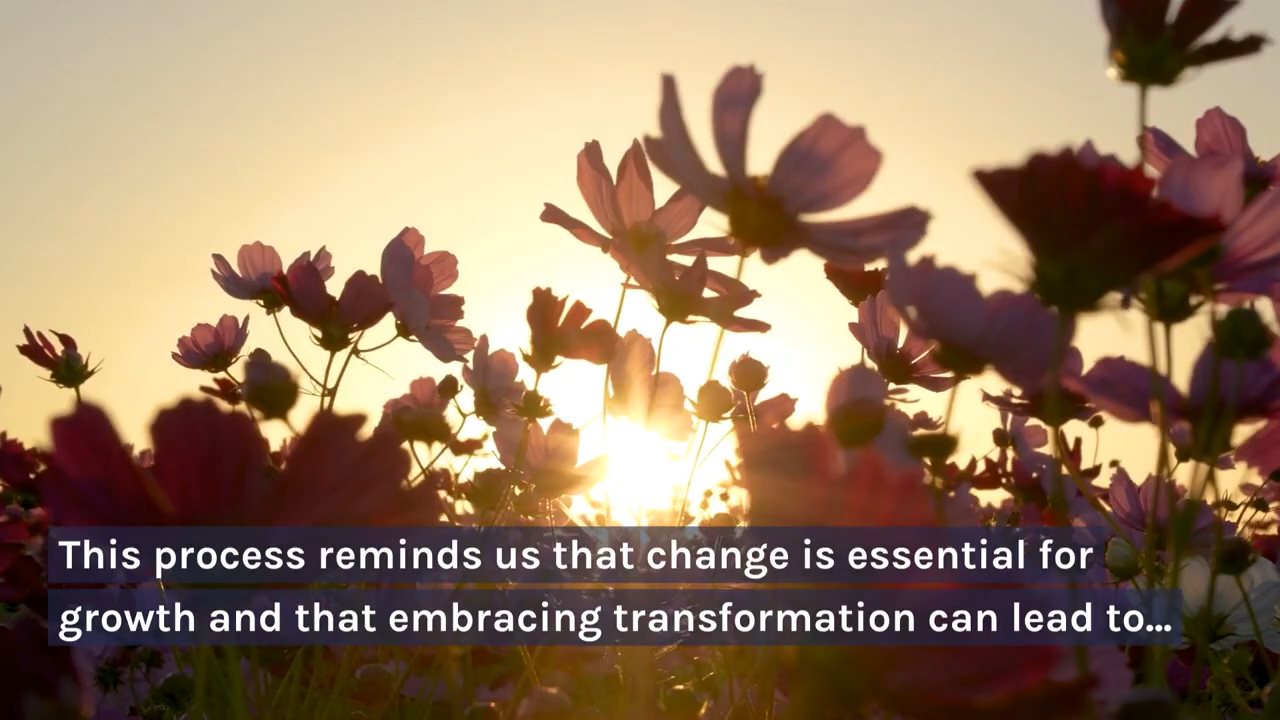 This process reminds us that change is essential for
growth and that embracing transformation can lead to...